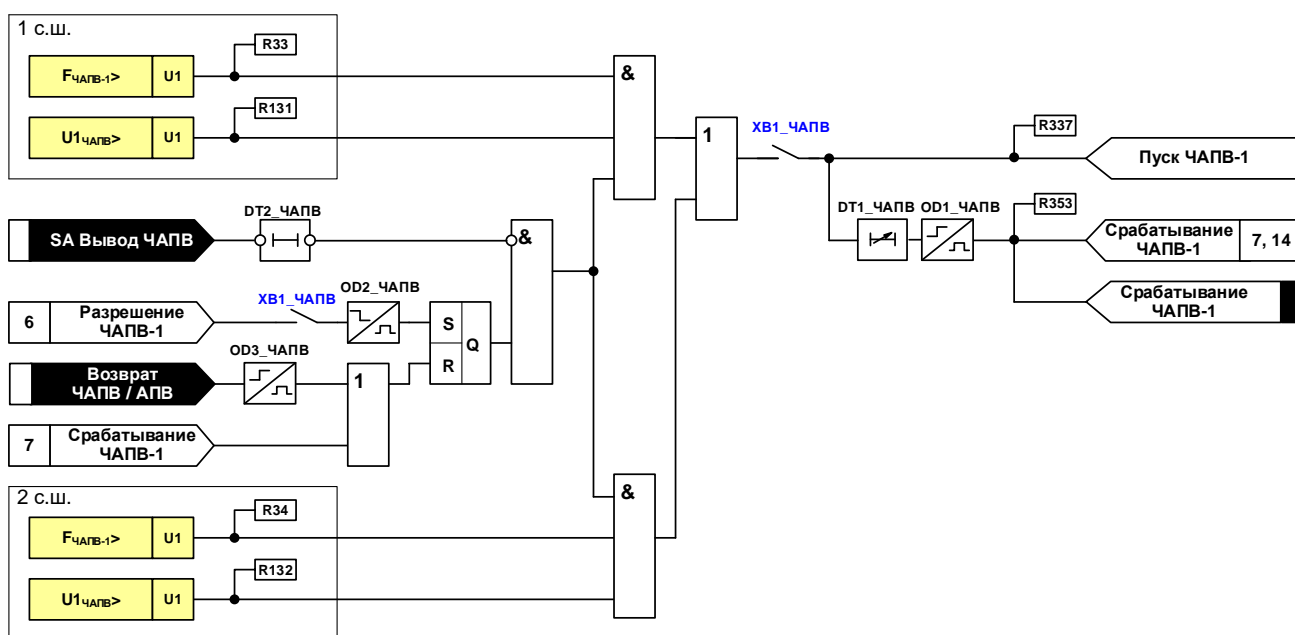 1 с.ш.
R33
FЧАПВ-1> U1
R131
U1ЧАПВ> U1
&
1
XB1_ЧАПВ
R337
Пуск ЧАПВ-1
SA Вывод ЧАПВ
DT2_ЧАПВ
&
DT1_ЧАПВ
OD1_ЧАПВ
R353
Срабатывание
ЧАПВ-1
7, 14
6
Разрешение
ЧАПВ-1
XB1_ЧАПВ
OD2_ЧАПВ
S
R
Q
Срабатывание
ЧАПВ-1
Возврат
ЧАПВ / АПВ
OD3_ЧАПВ
1
7
Срабатывание
ЧАПВ-1
2 с.ш.
R34
FЧАПВ-1> U1
R132
U1ЧАПВ> U1
&